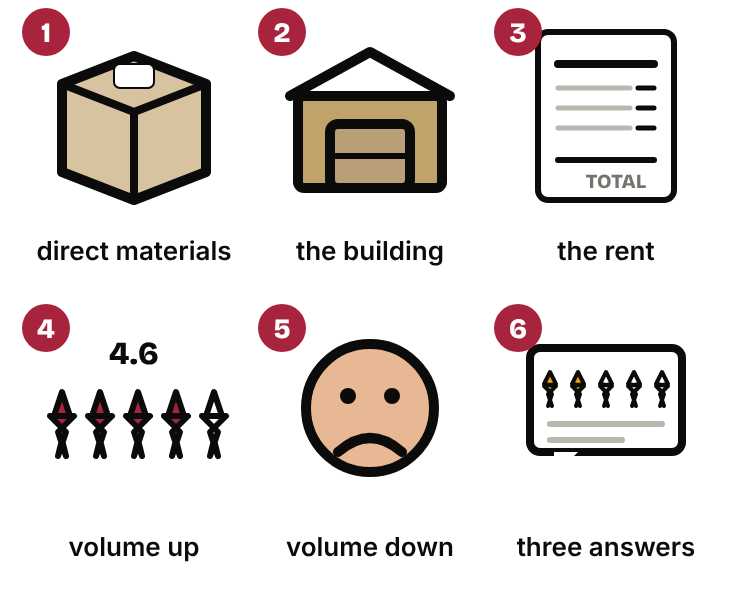 1
2
3
TOTAL
direct materials
the building
the rent
4
5
6
4.6
volume up
volume down
three answers